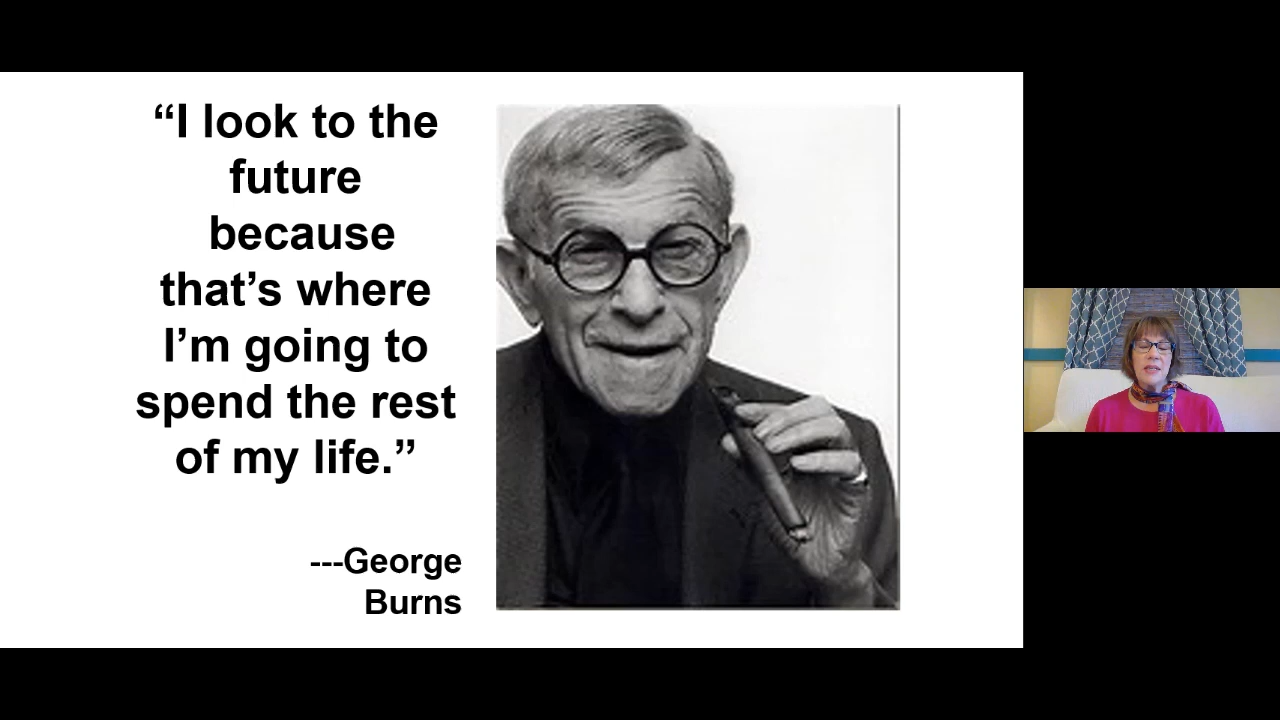 “I look to the
future
because
that’s where
I’m going to
spend the rest
of my life.”
---George
Burns